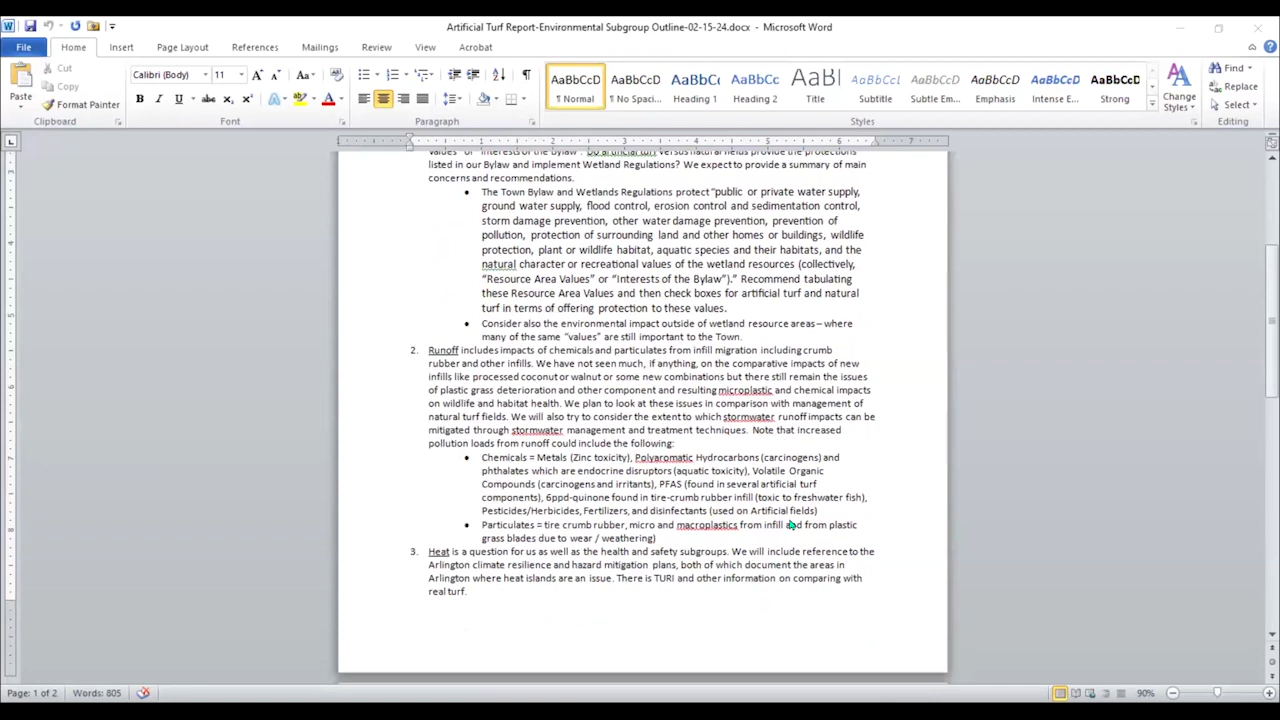 Artificial Turf Report-Environmental Subgroup Outline-02-15-24.docx - Microsoft Word
File Home Insert Page Layout References Mailings Review View Acrobat
Paste
Cut
Copy
Format Painter
Clipboard
Calibri (Body) 11
Font
Paragraph
AaBbCcD AaBbCcD AaBbC( AaBbCc AaBl AaBbCcD AaBbCcD AaBbCcD AaBbCcD AaBbCcD
¶ Normal ¶ No Spaci... Heading 1 Heading 2 Title Subtitle Subtle Em... Emphasis Intense E... Strong
Styles
Change Styles
Find
Replace
Select
Editing
values" or "Interests of the Bylaw". Do artificial turf versus natural fields provide the protections
listed in our Bylaw and implement Wetland Regulations? We expect to provide a summary of main
concerns and recommendations.
• The Town Bylaw and Wetlands Regulations protect "public or private water supply,
ground water supply, flood control, erosion control and sedimentation control,
storm damage prevention, other water damage prevention, prevention of
pollution, protection of surrounding land and other homes or buildings, wildlife
protection, plant or wildlife habitat, aquatic species and their habitats, and the
natural character or recreational values of the wetland resources (collectively,
"Resource Area Values" or "Interests of the Bylaw")." Recommend tabulating
these Resource Area Values and then check boxes for artificial turf and natural
turf in terms of offering protection to these values.
• Consider also the environmental impact outside of wetland resource areas – where
many of the same "values" are still important to the Town.
2. Runoff includes impacts of chemicals and particulates from infill migration including crumb
rubber and other infills. We have not seen much, if anything, on the comparative impacts of new
infills like processed coconut or walnut or some new combinations but there still remain the issues
of plastic grass deterioration and other component and resulting microplastic and chemical impacts
on wildlife and habitat health. We plan to look at these issues in comparison with management of
natural turf fields. We will also try to consider the extent to which stormwater runoff impacts can be
mitigated through stormwater management and treatment techniques. Note that increased
pollution loads from runoff could include the following:
• Chemicals = Metals (Zinc toxicity), Polyaromatic Hydrocarbons (carcinogens) and
phthalates which are endocrine disruptors (aquatic toxicity), Volatile Organic
Compounds (carcinogens and irritants), PFAS (found in several artificial turf
components), 6ppd-quinone found in tire-crumb rubber infill (toxic to freshwater fish),
Pesticides/Herbicides, Fertilizers, and disinfectants (used on Artificial fields)
• Particulates = tire crumb rubber, micro and macroplastics from infill and from plastic
grass blades due to wear / weathering)
3. Heat is a question for us as well as the health and safety subgroups. We will include reference to the
Arlington climate resilience and hazard mitigation plans, both of which document the areas in
Arlington where heat islands are an issue. There is TURI and other information on comparing with
real turf.
Page: 1 of 2 Words: 805 90%